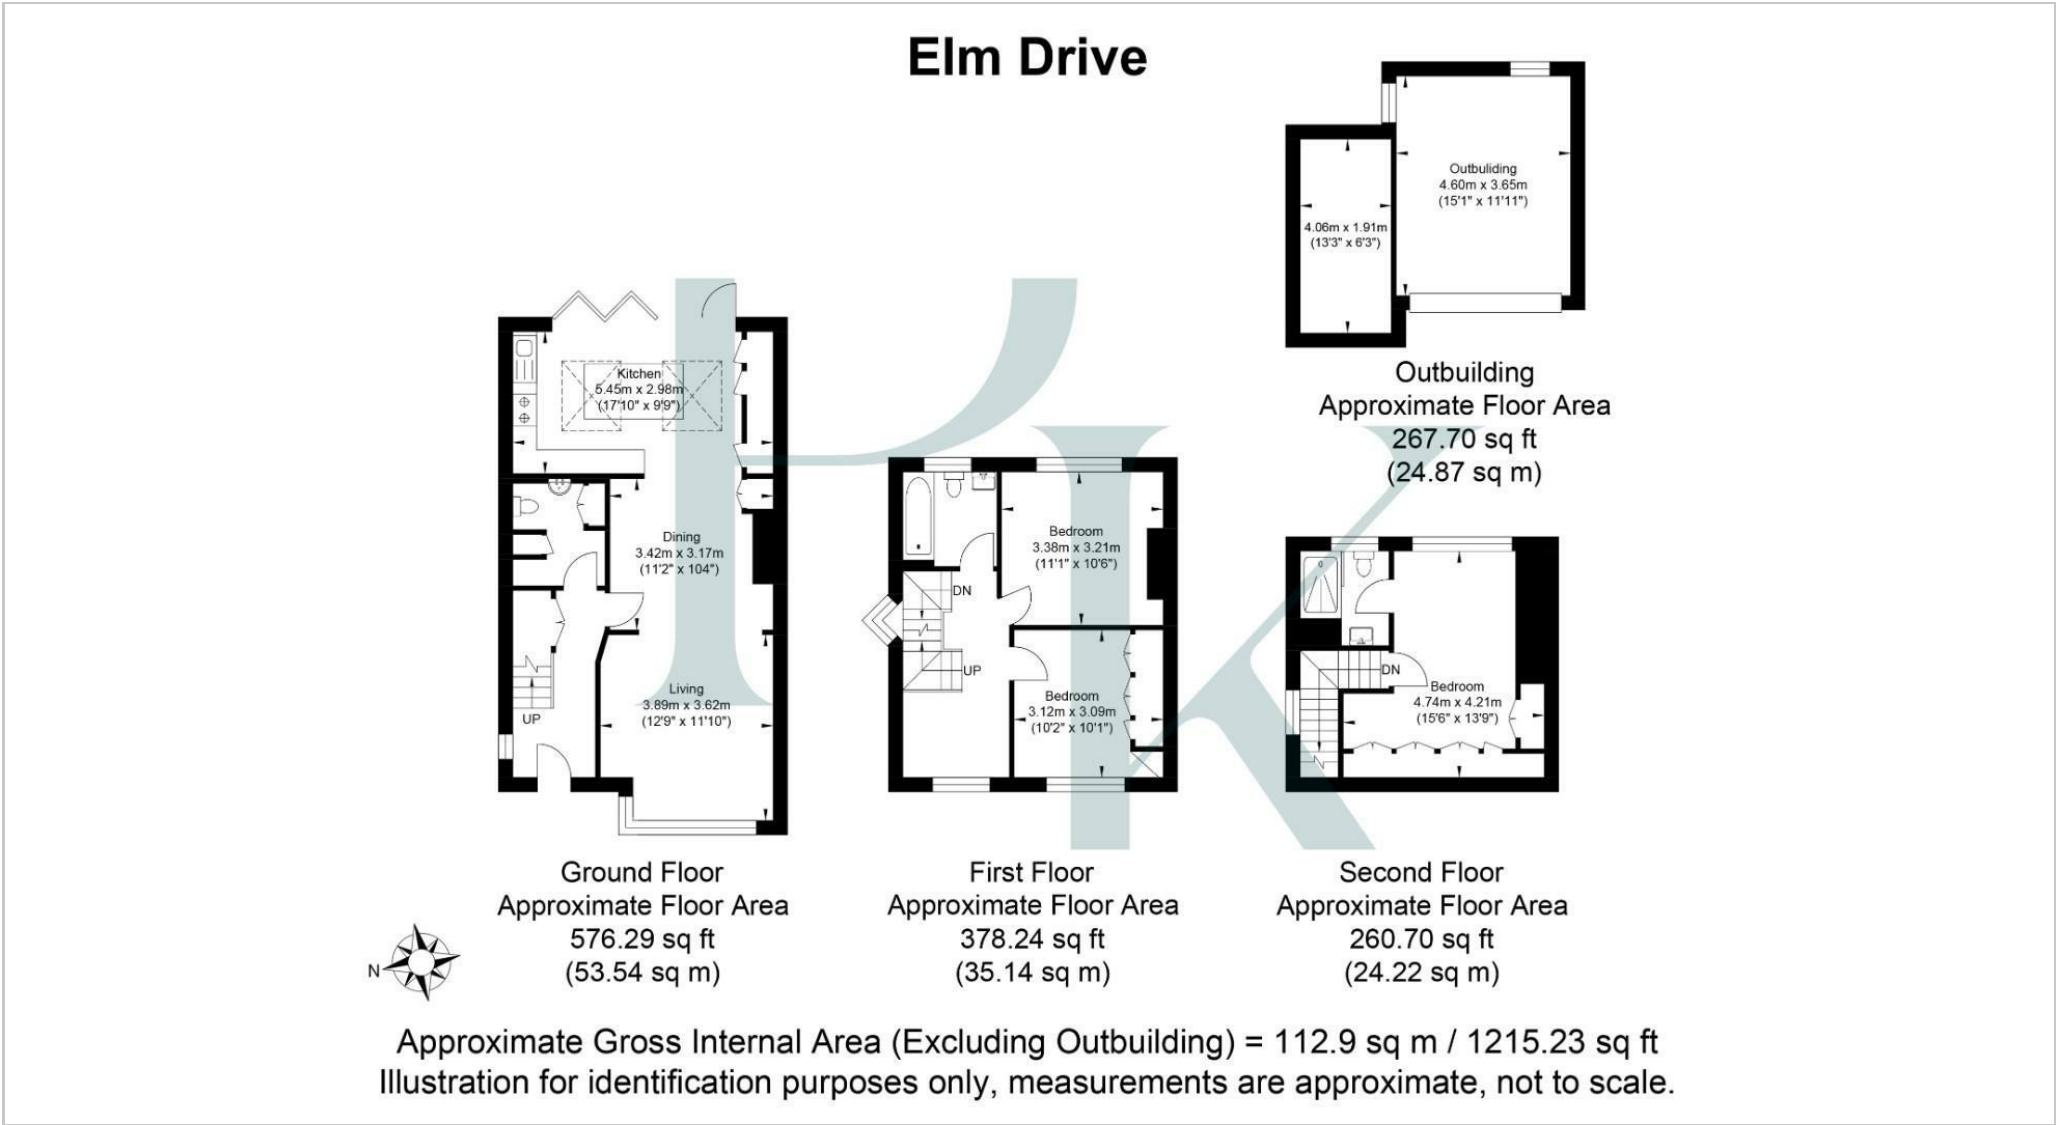 Elm Drive
Outbuliding
4.60m x 3.65m
(15'1" x 11'11")
4.06m x 1.91m
(13'3" x 6'3")
Outbuilding
Approximate Floor Area
267.70 sq ft
(24.87 sq m)
Kitchen
5.45m x 2.98m
(17'10" x 9'9")
Dining
3.42m x 3.17m
(11'2" x 104")
Living
3.89m x 3.62m
(12'9" x 11'10")
UP
Ground Floor
Approximate Floor Area
576.29 sq ft
(53.54 sq m)
Bedroom
3.38m x 3.21m
(11'1" x 10'6")
DN
UP
Bedroom
3.12m x 3.09m
(10'2" x 10'1")
First Floor
Approximate Floor Area
378.24 sq ft
(35.14 sq m)
DN
Bedroom
4.74m x 4.21m
(15'6" x 13'9")
Second Floor
Approximate Floor Area
260.70 sq ft
(24.22 sq m)
N
Approximate Gross Internal Area (Excluding Outbuilding) = 112.9 sq m / 1215.23 sq ft
Illustration for identification purposes only, measurements are approximate, not to scale.